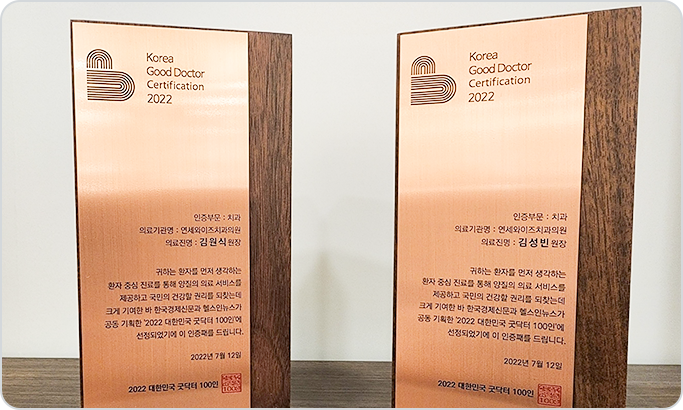 Korea
Good Doctor
Certification
2022
인증부문 : 치과
의료기관명 : 연세와이즈치과의원
의료진명 : 김원식 원장
귀하는 환자를 먼저 생각하는
환자 중심 진료를 통해 양질의 의료 서비스를
제공하고 국민의 건강할 권리를 되찾는데
크게 기여한 바 한국경제신문과 헬스인뉴스가
공동 기획한 '2022 대한민국 굿닥터 100인'에
선정되었기에 이 인증패를 드립니다.
2022년 7월 12일
2022 대한민국 굿닥터 100인
Korea
Good Doctor
Certification
2022
인증부문 : 치과
의료기관명 : 연세와이즈치과의원
의료진명 : 김성빈 원장
귀하는 환자를 먼저 생각하는
환자 중심 진료를 통해 양질의 의료 서비스를
제공하고 국민의 건강할 권리를 되찾는데
크게 기여한 바 한국경제신문과 헬스인뉴스가
공동 기획한 '2022 대한민국 굿닥터 100인'에
선정되었기에 이 인증패를 드립니다.
2022년 7월 12일
2022 대한민국 굿닥터 100인